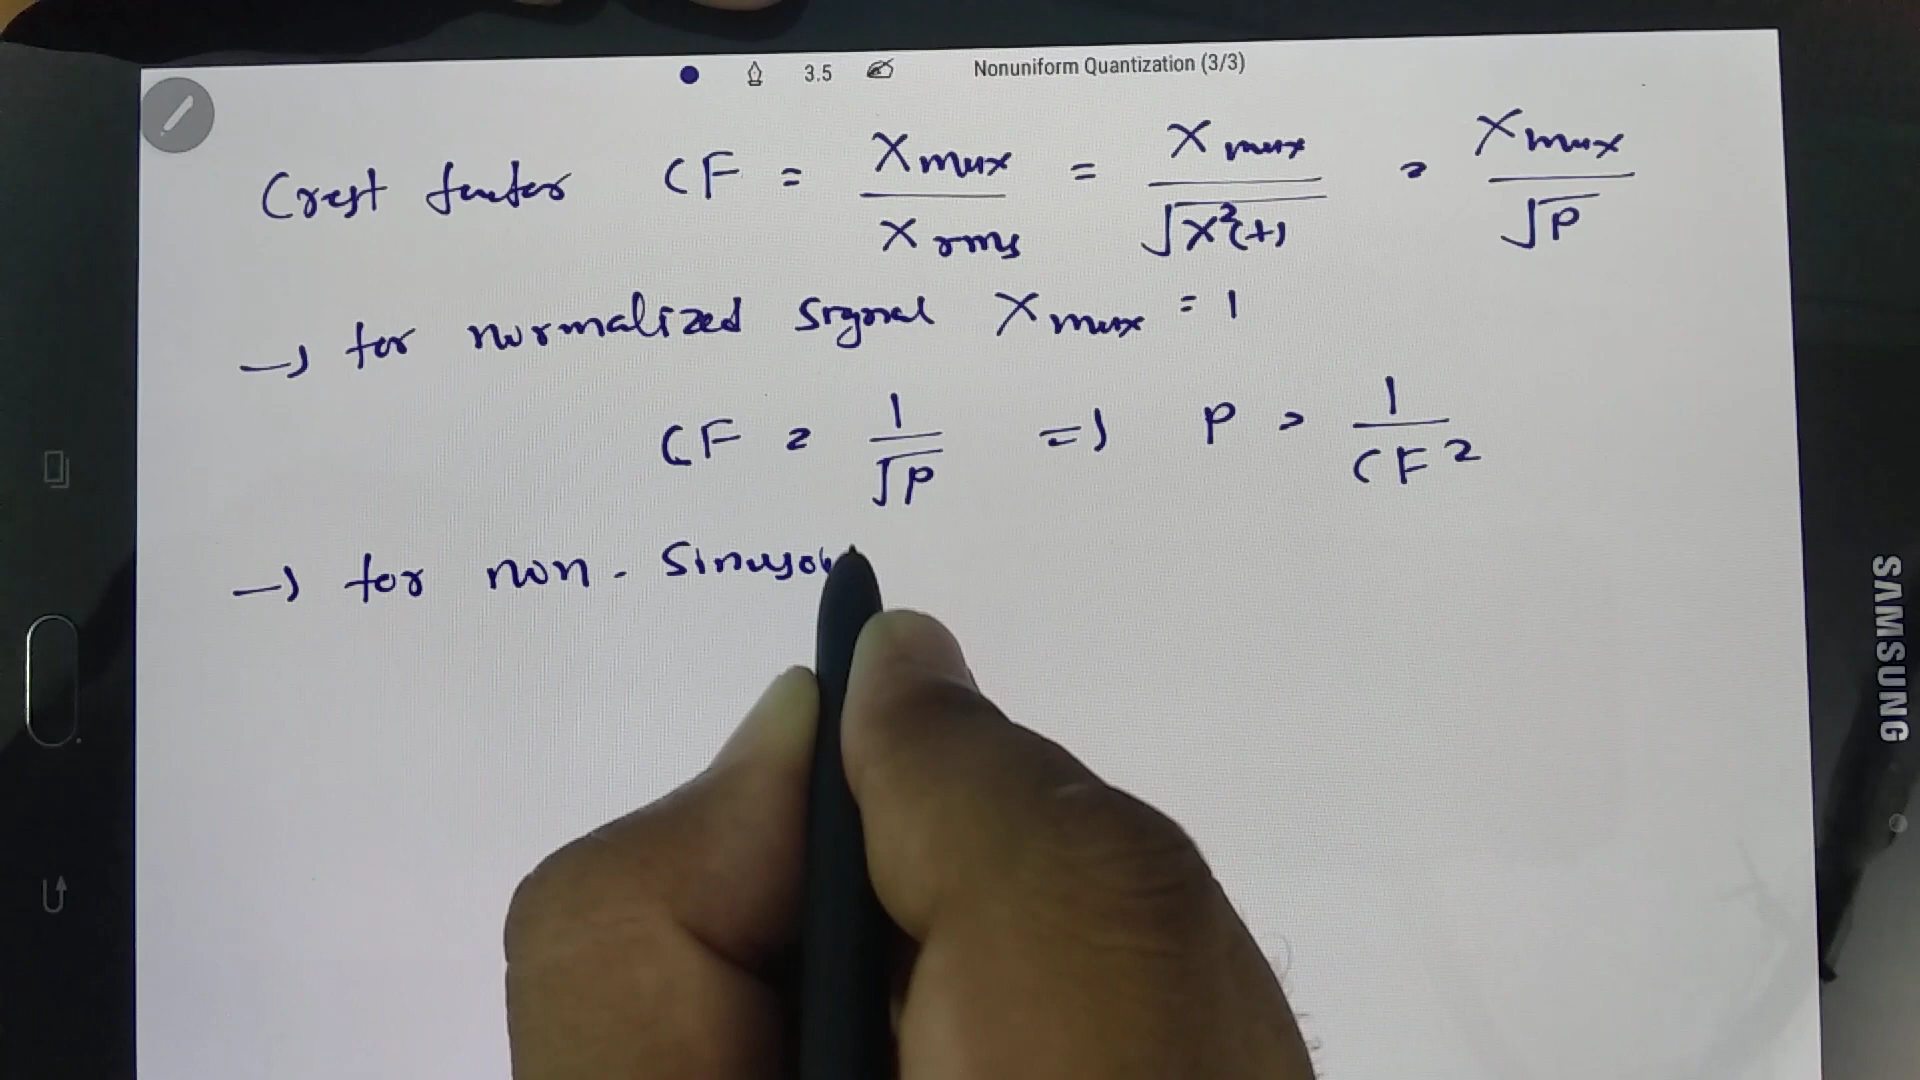 3.5 Nonuniform Quantization (3/3)
Crest factor CF = Xmax / Xrms = Xmax / √X²(t) = Xmax / √P
→ for normalized signal Xmax = 1
CF = 1 / √P => P = 1 / CF²
→ for non-sinusoi
SAMSUNG